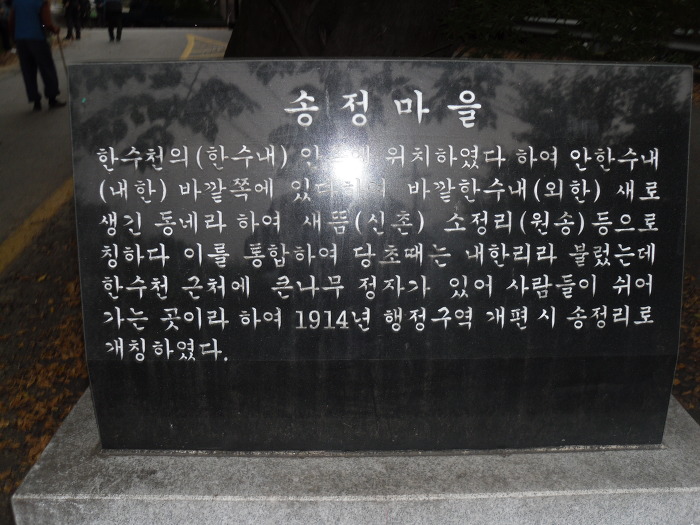 송정마을
한수천의(한수내) 위치하였다 하여 안한수내
(내한) 바깥쪽에 바깥한수내(외한) 새로
생긴 동네라 하여 새뜸(신촌) 소정리(원송)등으로
칭하다 이를 통합하여 당초때는 내한리라 불렀는데
한수천 근처에 큰나무 정자가 있어 사람들이 쉬어
가는 곳이라 하여 1914년 행정구역 개편 시 송정리로
개칭하였다.